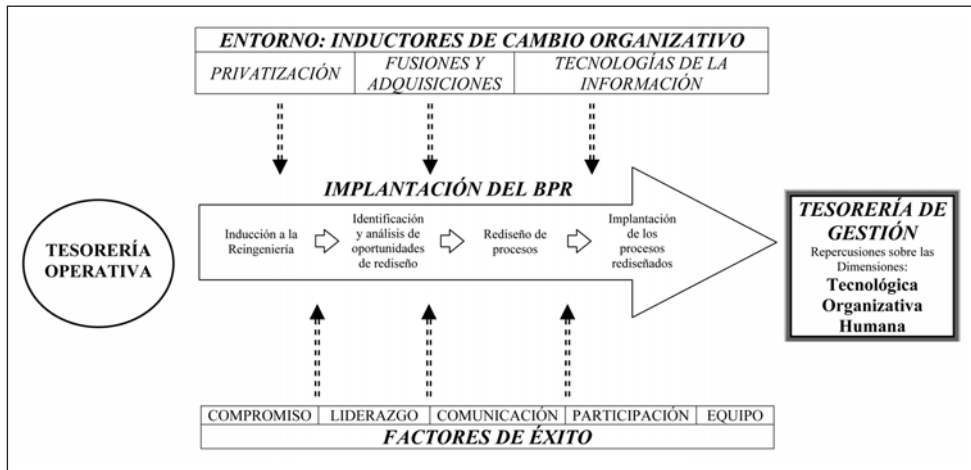 ENTORNO: INDUCTORES DE CAMBIO ORGANIZATIVO
PRIVATIZACIÓN
FUSIONES Y
ADQUISICIONES
TECNOLOGÍAS DE LA
INFORMACIÓN
TESORERÍA
OPERATIVA
IMPLANTACIÓN DEL BPR
Inducción a la
Reingeniería
Identificación
y análisis de
oportunidades
de rediseño
Rediseño de
procesos
Implantación
de los
procesos
rediseñados
TESORERÍA DE
GESTIÓN
Repercusiones sobre las
Dimensiones:
Tecnológica
Organizativa
Humana
COMPROMISO LIDERAZGO COMUNICACIÓN PARTICIPACIÓN EQUIPO
FACTORES DE ÉXITO